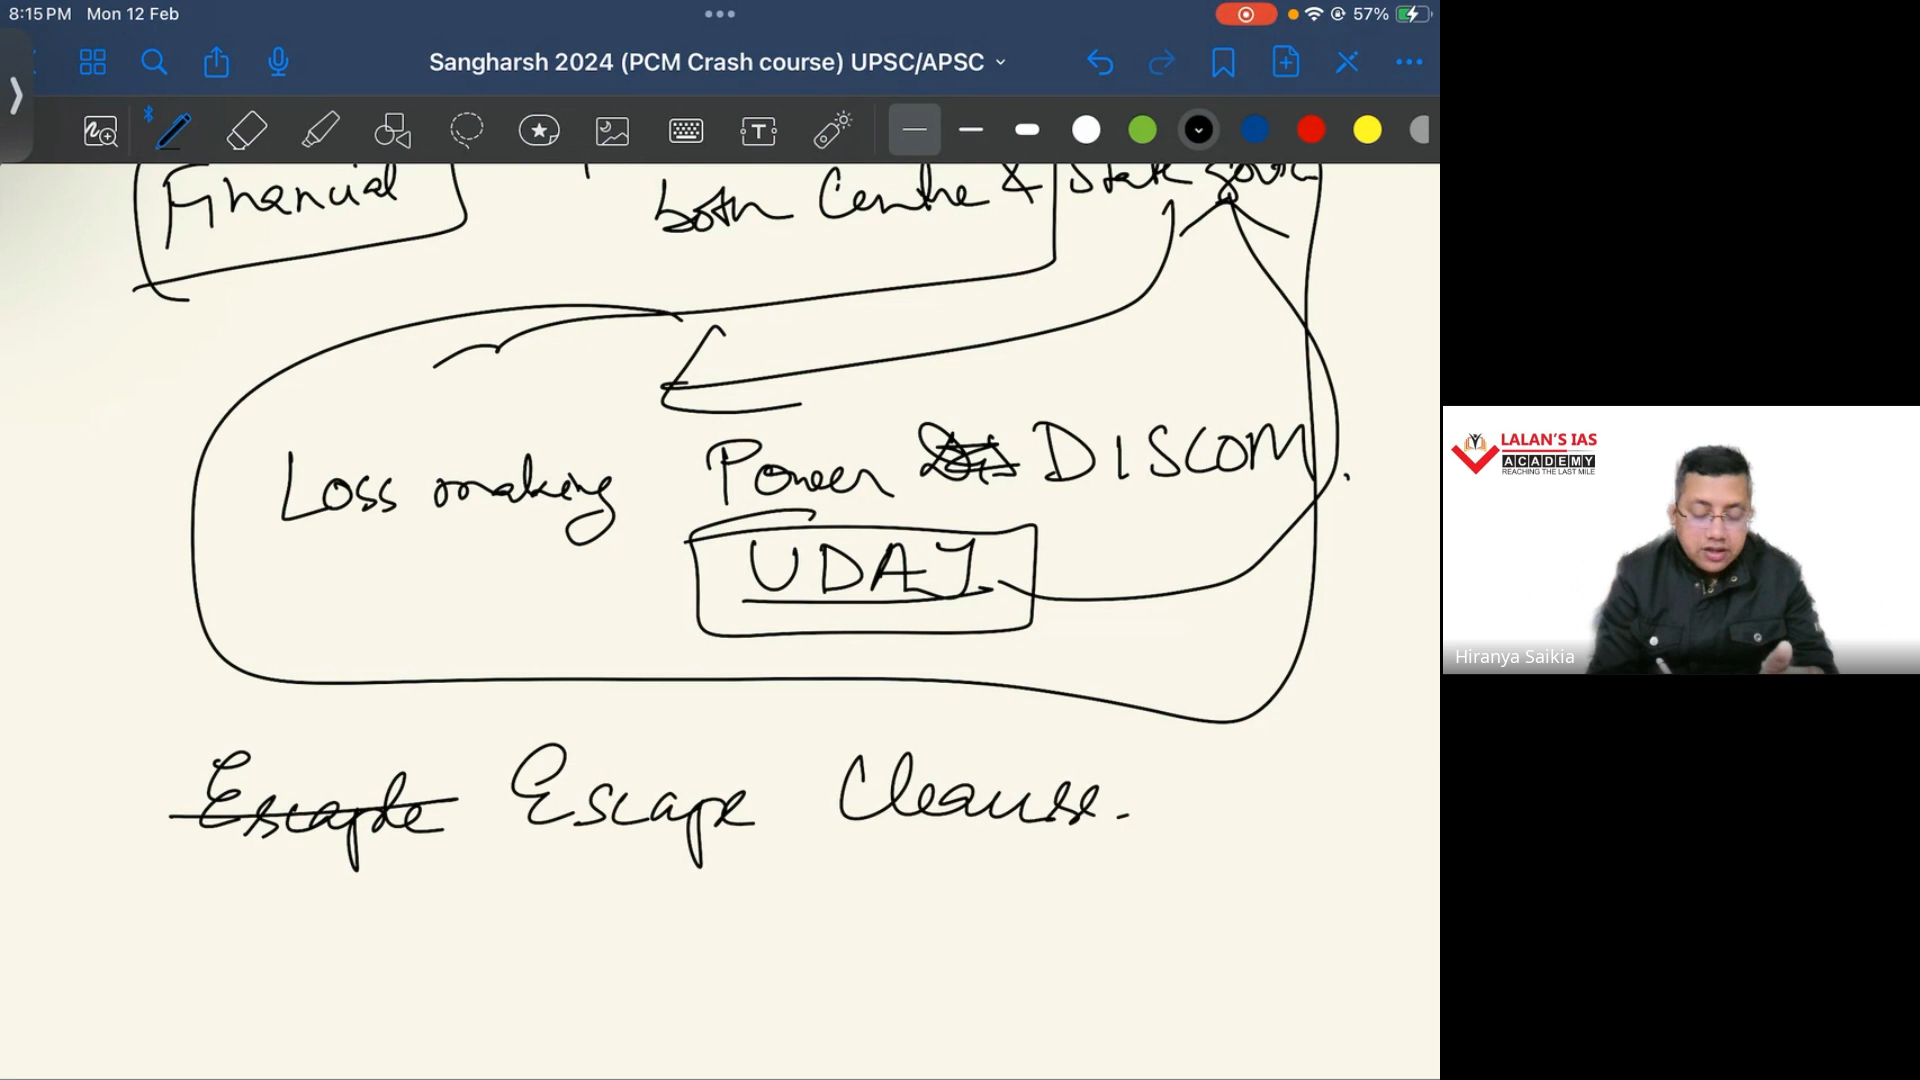 8:15 PM Mon 12 Feb
57%
Sangharsh 2024 (PCM Crash course) UPSC/APSC
T
Financial
both Centre & State Govt
Loss making Power DISCOM.
UDAY
Escapte Escape Clause.
LALAN'S IAS
ACADEMY
REACHING THE LAST MILE
Hiranya Saikia